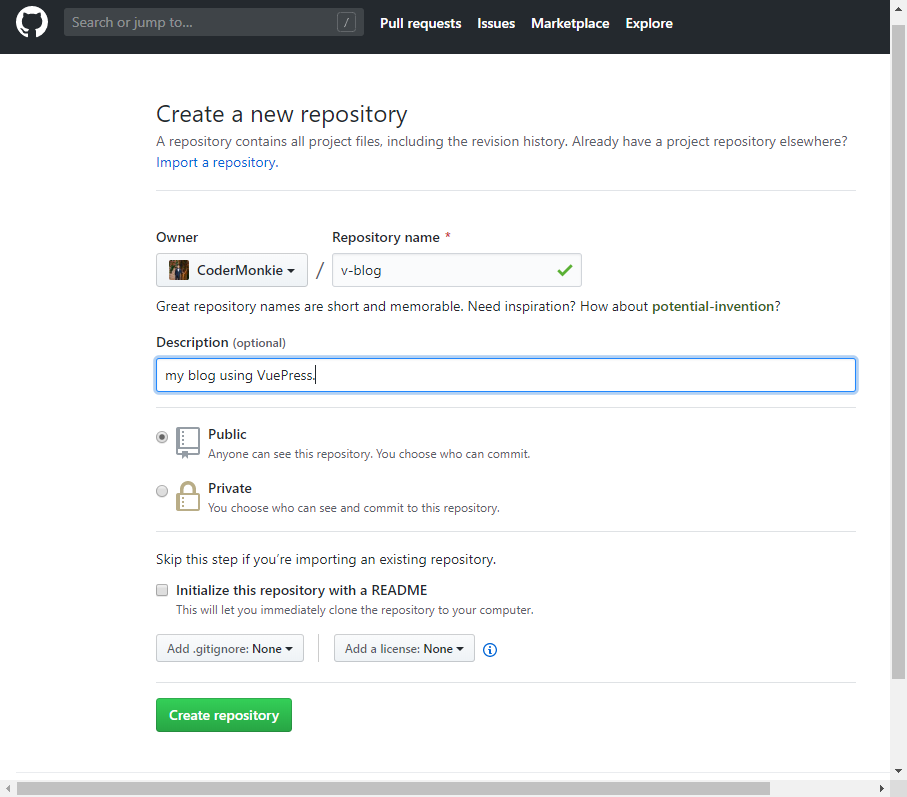 Search or jump to... / Pull requests Issues Marketplace Explore
Create a new repository
A repository contains all project files, including the revision history. Already have a project repository elsewhere?
Import a repository.
Owner Repository name *
CoderMonkie / v-blog
Great repository names are short and memorable. Need inspiration? How about potential-invention?
Description (optional)
my blog using VuePress.
Public
Anyone can see this repository. You choose who can commit.
Private
You choose who can see and commit to this repository.
Skip this step if you’re importing an existing repository.
Initialize this repository with a README
This will let you immediately clone the repository to your computer.
Add .gitignore: None Add a license: None
Create repository